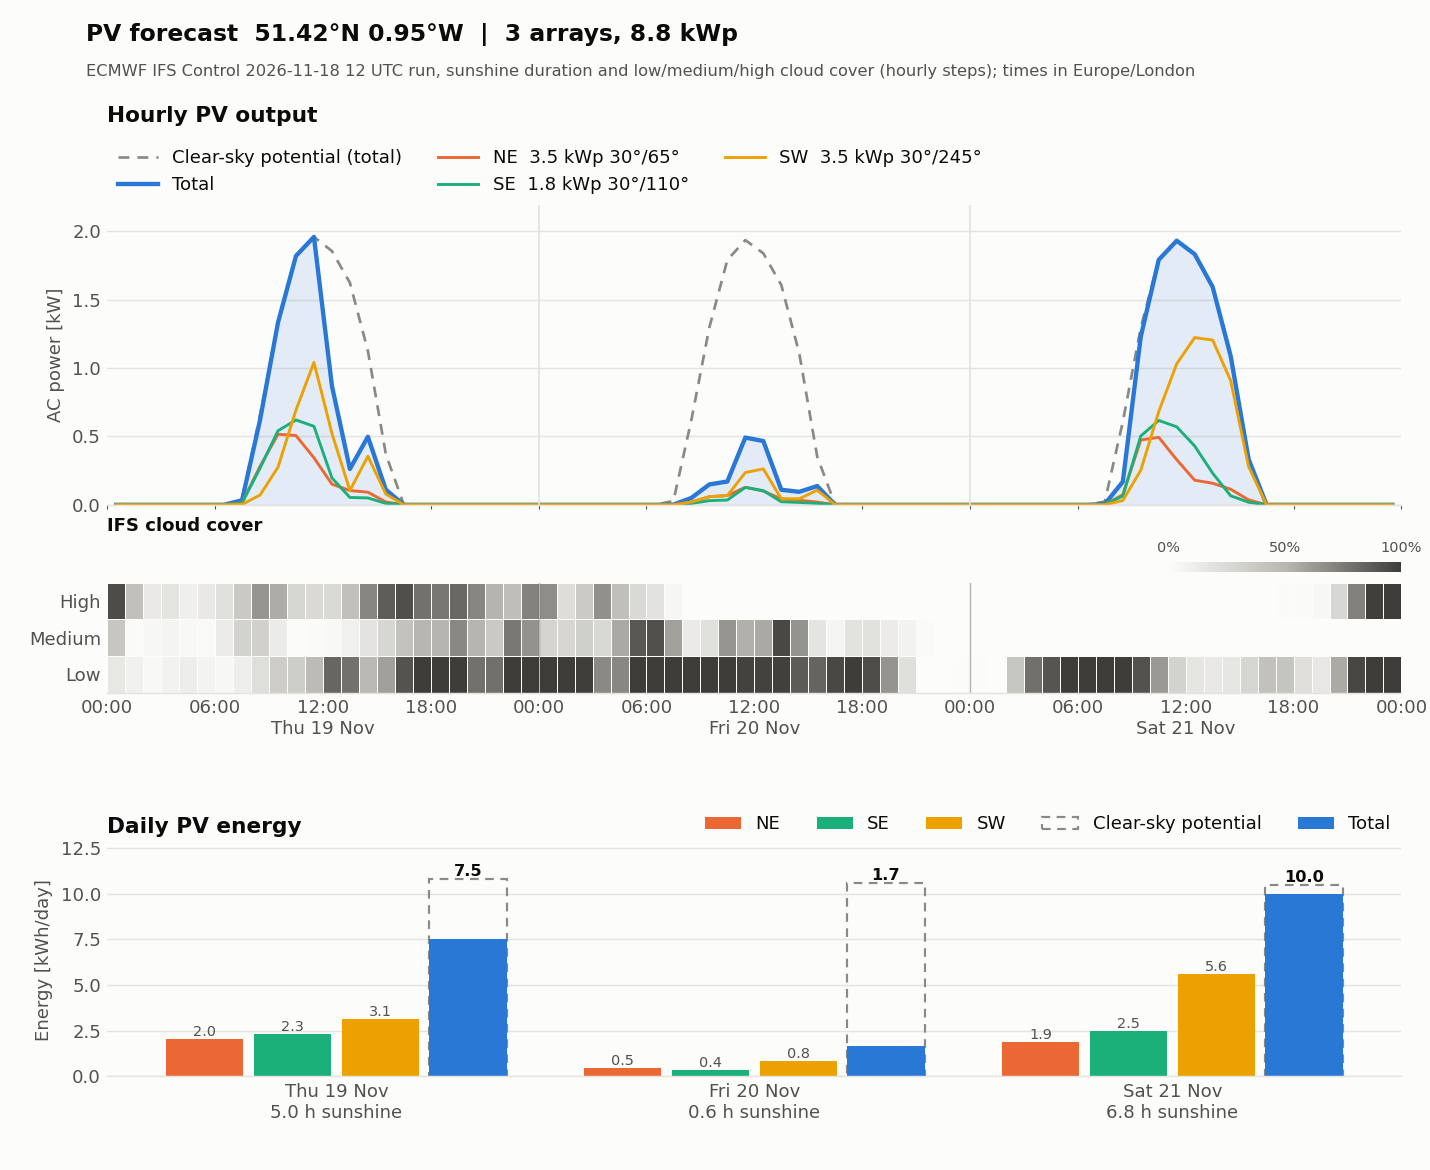 PV forecast  51.42°N 0.95°W  |  3 arrays, 8.8 kWp
ECMWF IFS Control 2026-11-18 12 UTC run, sunshine duration and low/medium/high cloud cover (hourly steps); times in Europe/London
Hourly PV output
Clear-sky potential (total)
Total
NE  3.5 kWp 30°/65°
SE  1.8 kWp 30°/110°
SW  3.5 kWp 30°/245°
AC power [kW]
2.0
1.5
1.0
0.5
0.0
IFS cloud cover
0%  50%  100%
High
Medium
Low
00:00  06:00  12:00  18:00  00:00  06:00  12:00  18:00  00:00  06:00  12:00  18:00  00:00
Thu 19 Nov  Fri 20 Nov  Sat 21 Nov
Daily PV energy
NE  SE  SW  Clear-sky potential  Total
Energy [kWh/day]
12.5
10.0
7.5
5.0
2.5
0.0
2.0  2.3  3.1  7.5
0.5  0.4  0.8  1.7
1.9  2.5  5.6  10.0
Thu 19 Nov  Fri 20 Nov  Sat 21 Nov
5.0 h sunshine  0.6 h sunshine  6.8 h sunshine